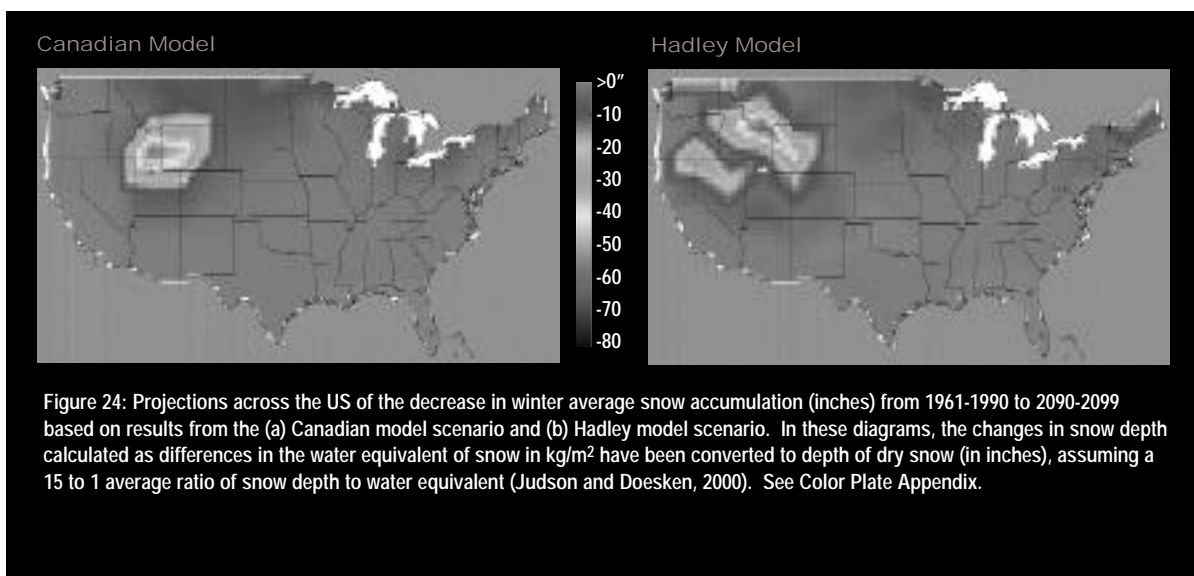 Canadian Model
Hadley Model
>0"
-10
-20
-30
-40
-50
-60
-70
-80
Figure 24: Projections across the US of the decrease in winter average snow accumulation (inches) from 1961-1990 to 2090-2099
based on results from the (a) Canadian model scenario and (b) Hadley model scenario. In these diagrams, the changes in snow depth
calculated as differences in the water equivalent of snow in kg/m² have been converted to depth of dry snow (in inches), assuming a
15 to 1 average ratio of snow depth to water equivalent (Judson and Doesken, 2000). See Color Plate Appendix.